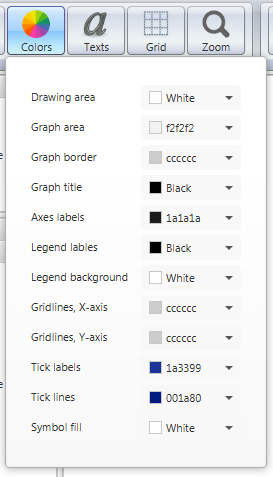 Colors Texts Grid Zoom
Drawing area White
Graph area f2f2f2
Graph border cccccc
Graph title Black
Axes labels 1a1a1a
Legend lables Black
Legend background White
Gridlines, X-axis cccccc
Gridlines, Y-axis cccccc
Tick labels 1a3399
Tick lines 001a80
Symbol fill White